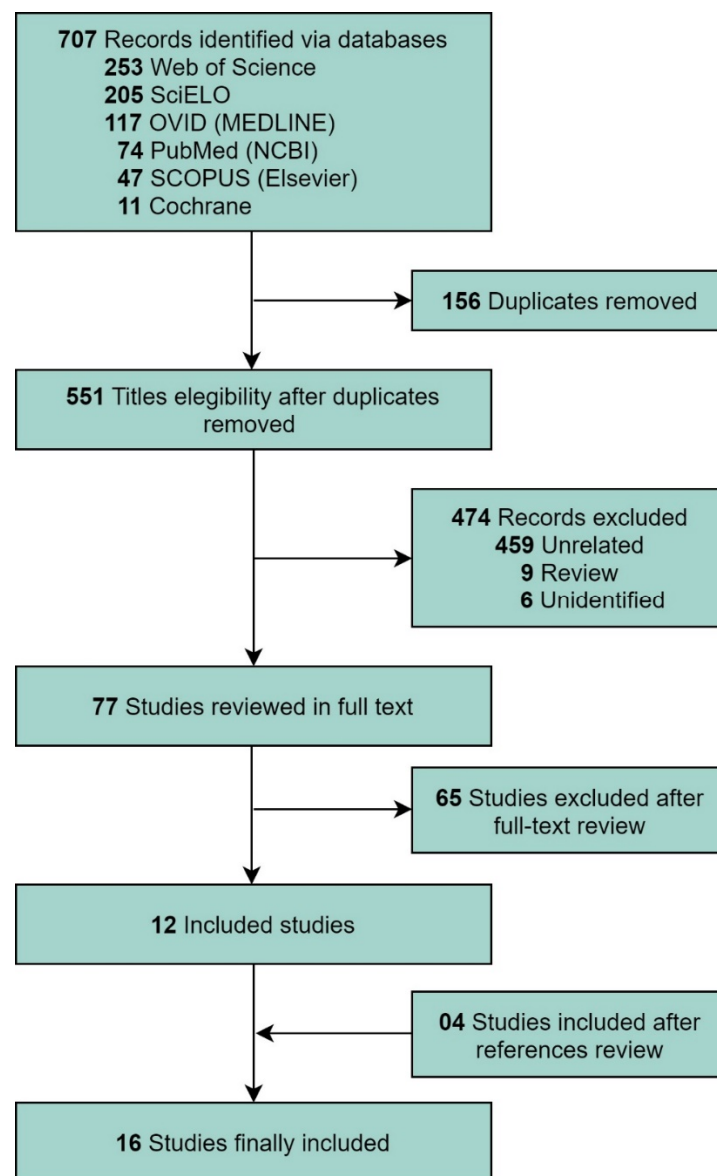 707 Records identified via databases
253 Web of Science
205 SciELO
117 OVID (MEDLINE)
74 PubMed (NCBI)
47 SCOPUS (Elsevier)
11 Cochrane
156 Duplicates removed
551 Titles elegibility after duplicates
removed
474 Records excluded
459 Unrelated
9 Review
6 Unidentified
77 Studies reviewed in full text
65 Studies excluded after
full-text review
12 Included studies
04 Studies included after
references review
16 Studies finally included